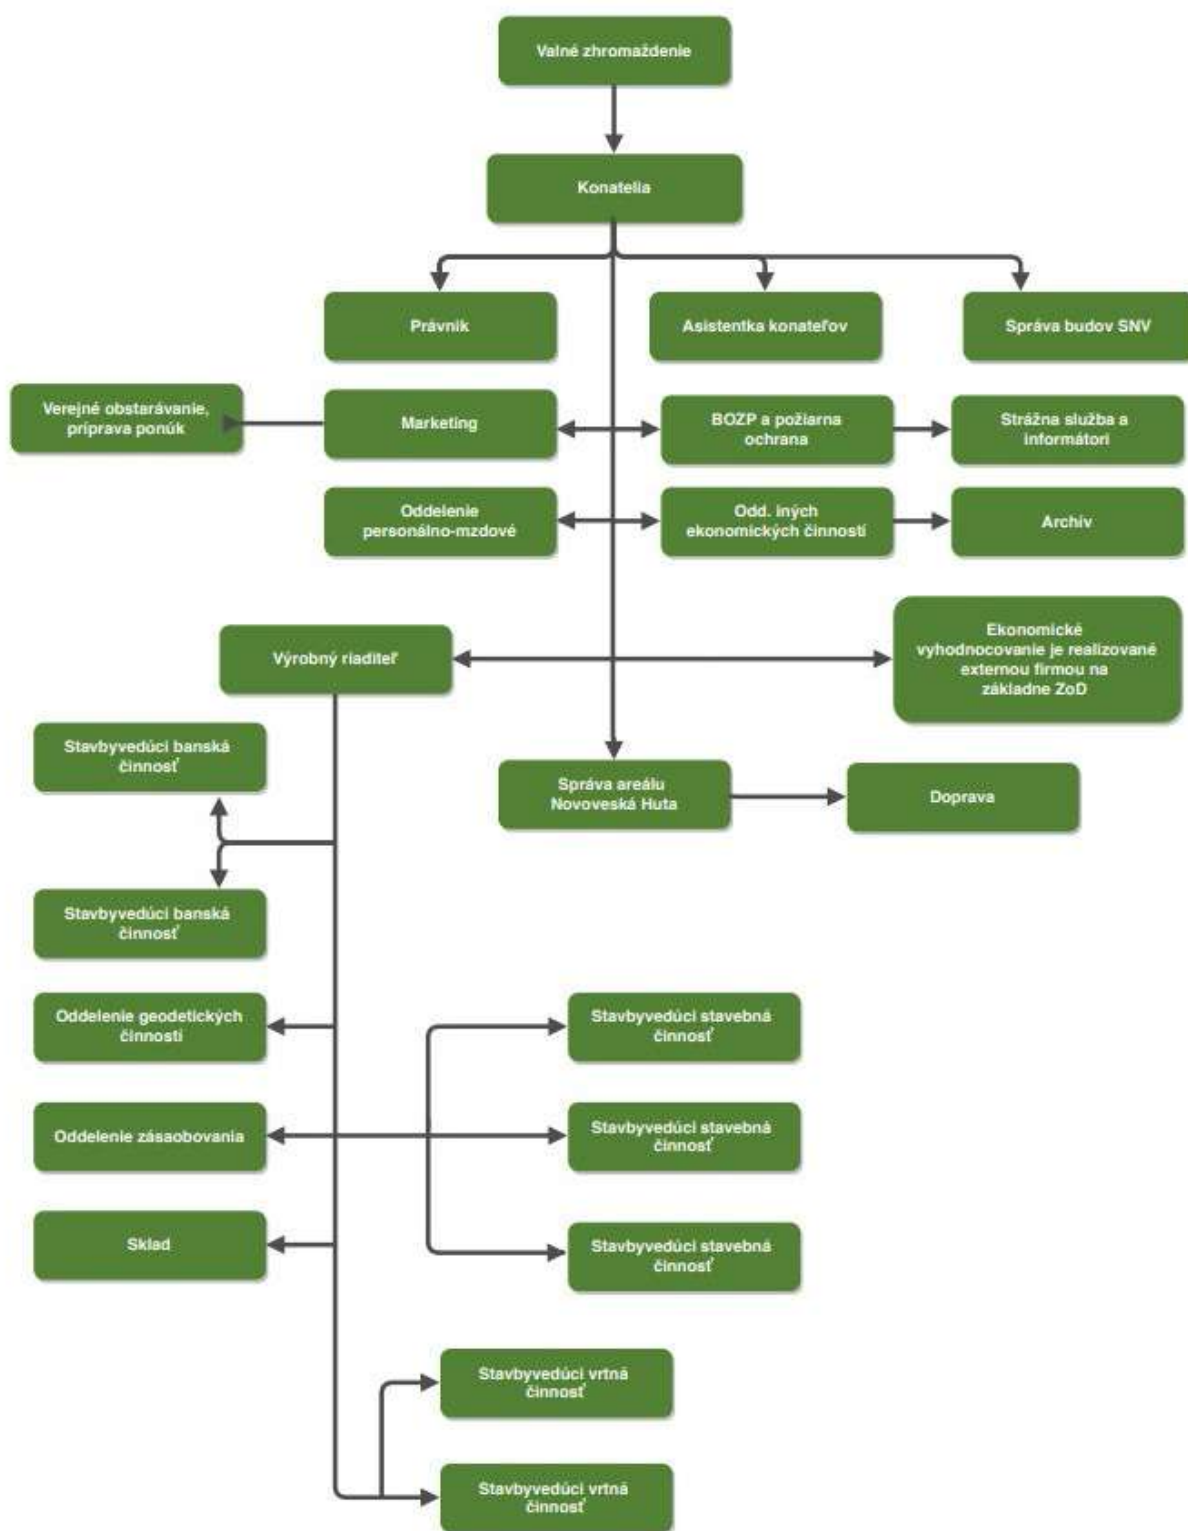 Valné zhromaždenie
Konatelia
Právnik
Asistentka konateľov
Správa budov SNV
Verejné obstarávanie,
príprava ponúk
Marketing
BOZP a požiarna
ochrana
Strážna služba a
informátori
Oddelenie
personálno-mzdové
Odd. iných
ekonomických činností
Archív
Výrobný riaditeľ
Ekonomické
vyhodnocovanie je realizované
externou firmou na
základne ZoD
Stavbyvedúci banská
činnosť
Správa areálu
Novoveská Huta
Doprava
Stavbyvedúci banská
činnosť
Oddelenie geodetických
činností
Stavbyvedúci stavebná
činnosť
Oddelenie zásaobovania
Stavbyvedúci stavebná
činnosť
Sklad
Stavbyvedúci stavebná
činnosť
Stavbyvedúci vrtná
činnosť
Stavbyvedúci vrtná
činnosť